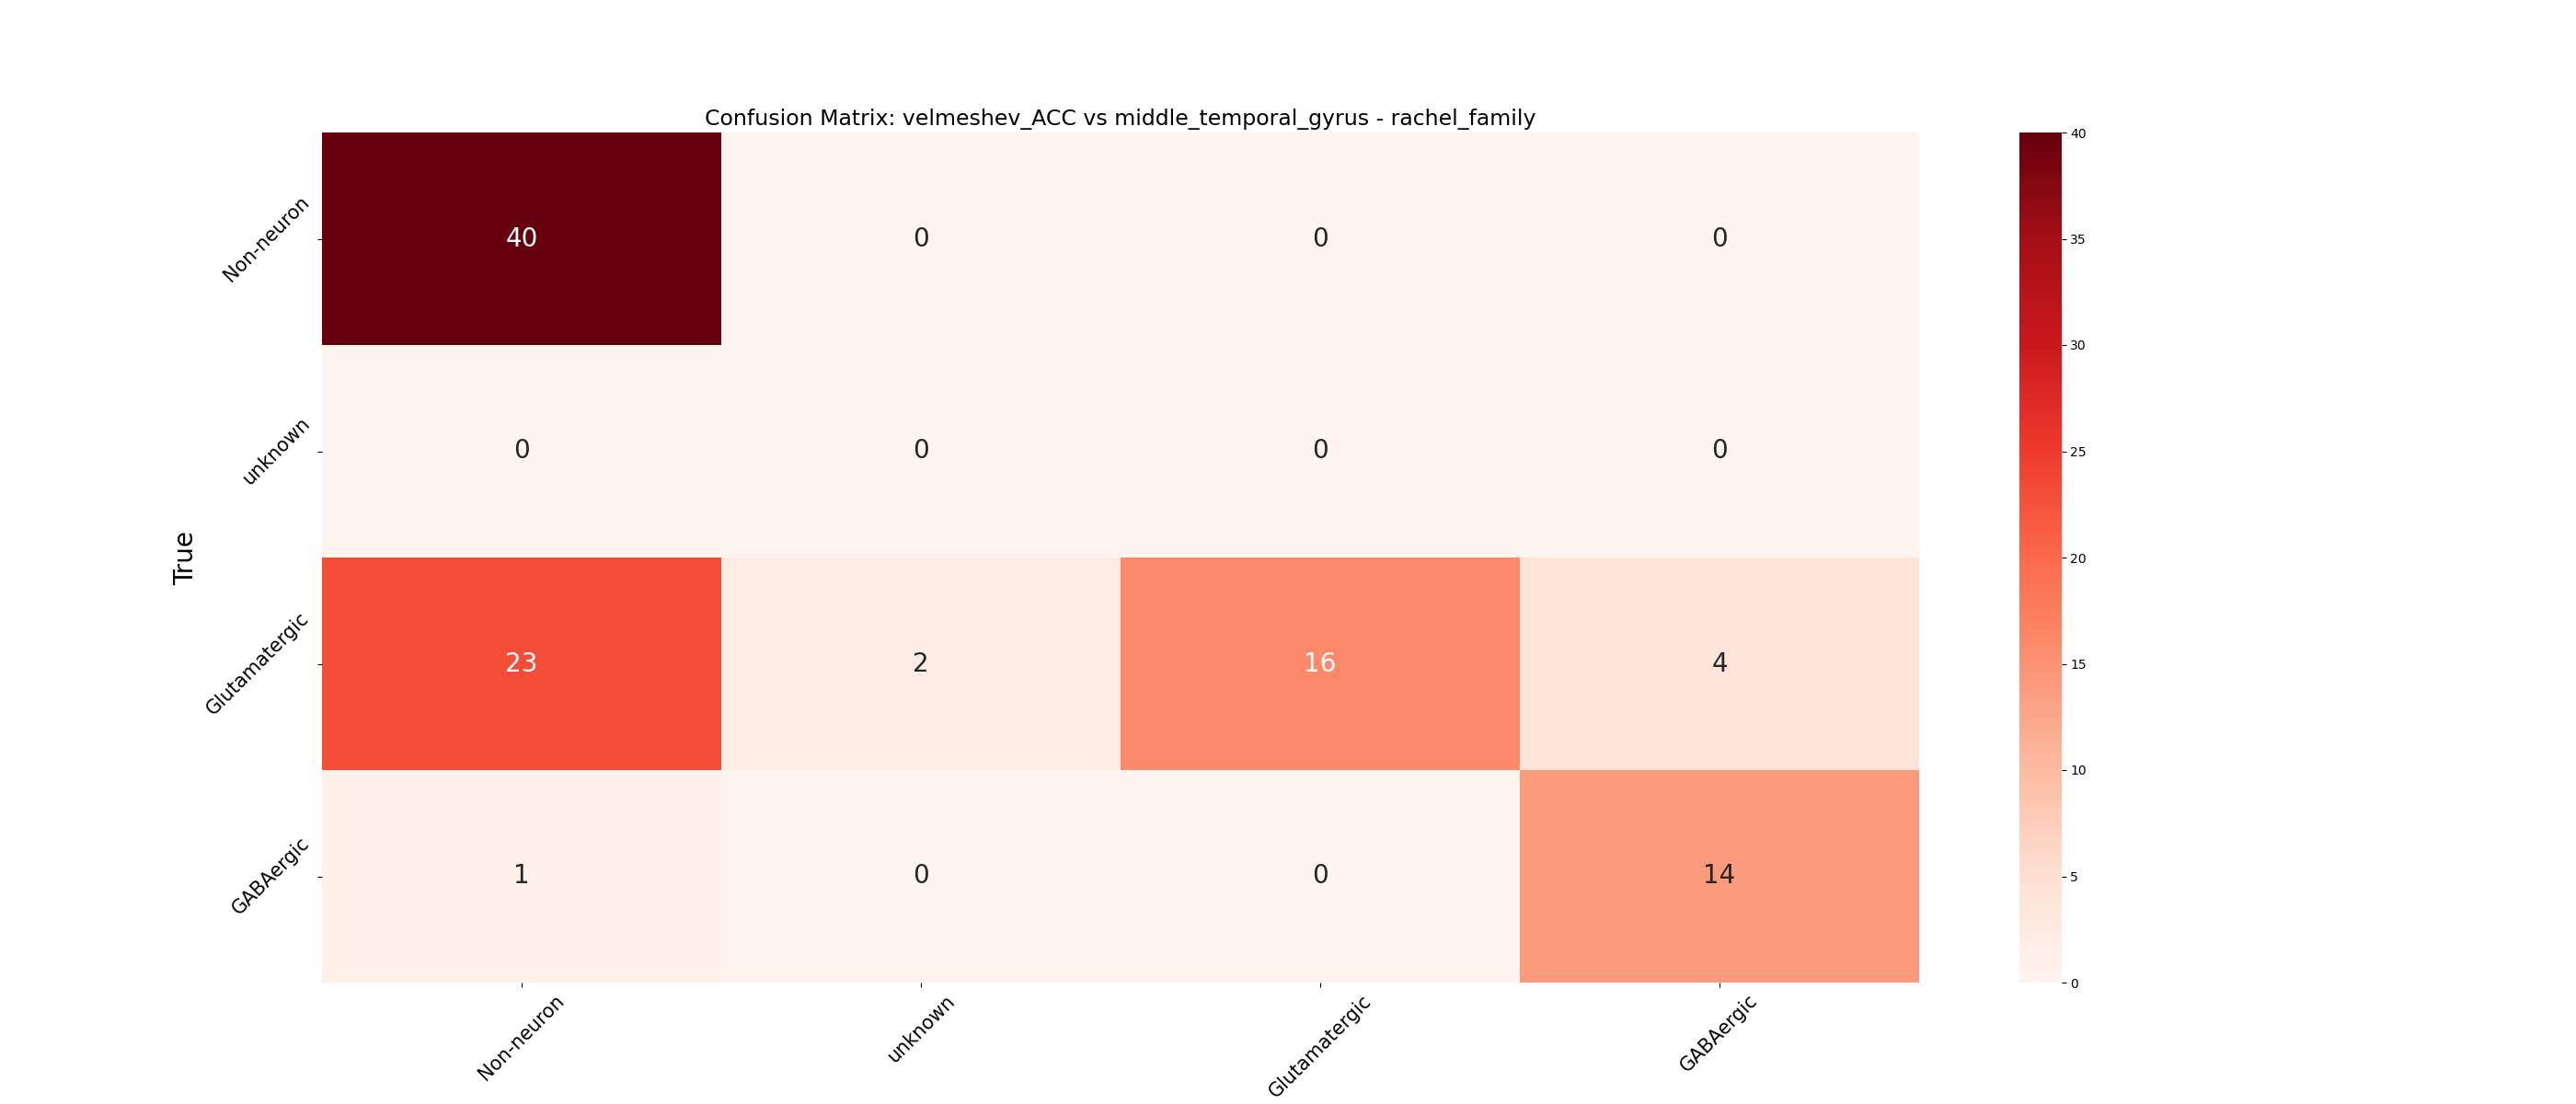 Confusion Matrix: velmeshev_ACC vs middle_temporal_gyrus - rachel_family
True
Non-neuron
40 0 0 0
unknown
0 0 0 0
Glutamatergic
23 2 16 4
GABAergic
1 0 0 14
Non-neuron unknown Glutamatergic GABAergic
40
35
30
25
20
15
10
5
0